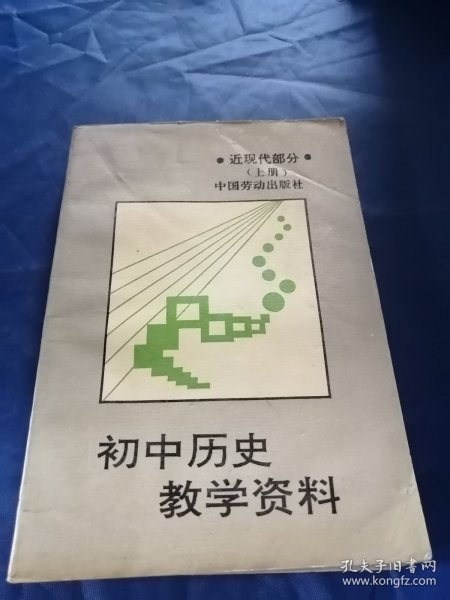 •近现代部分•
（上册）
中国劳动出版社
初中历史
教学资料
孔夫子旧书网
www.kongfz.com